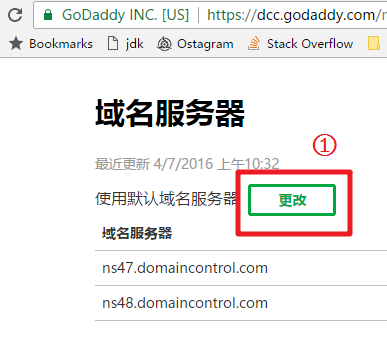 GoDaddy INC. [US] https://dcc.godaddy.com/
Bookmarks jdk Ostagram Stack Overflow
域名服务器
①
最近更新 4/7/2016 上午10:32
使用默认域名服务器 更改
域名服务器
ns47.domaincontrol.com
ns48.domaincontrol.com